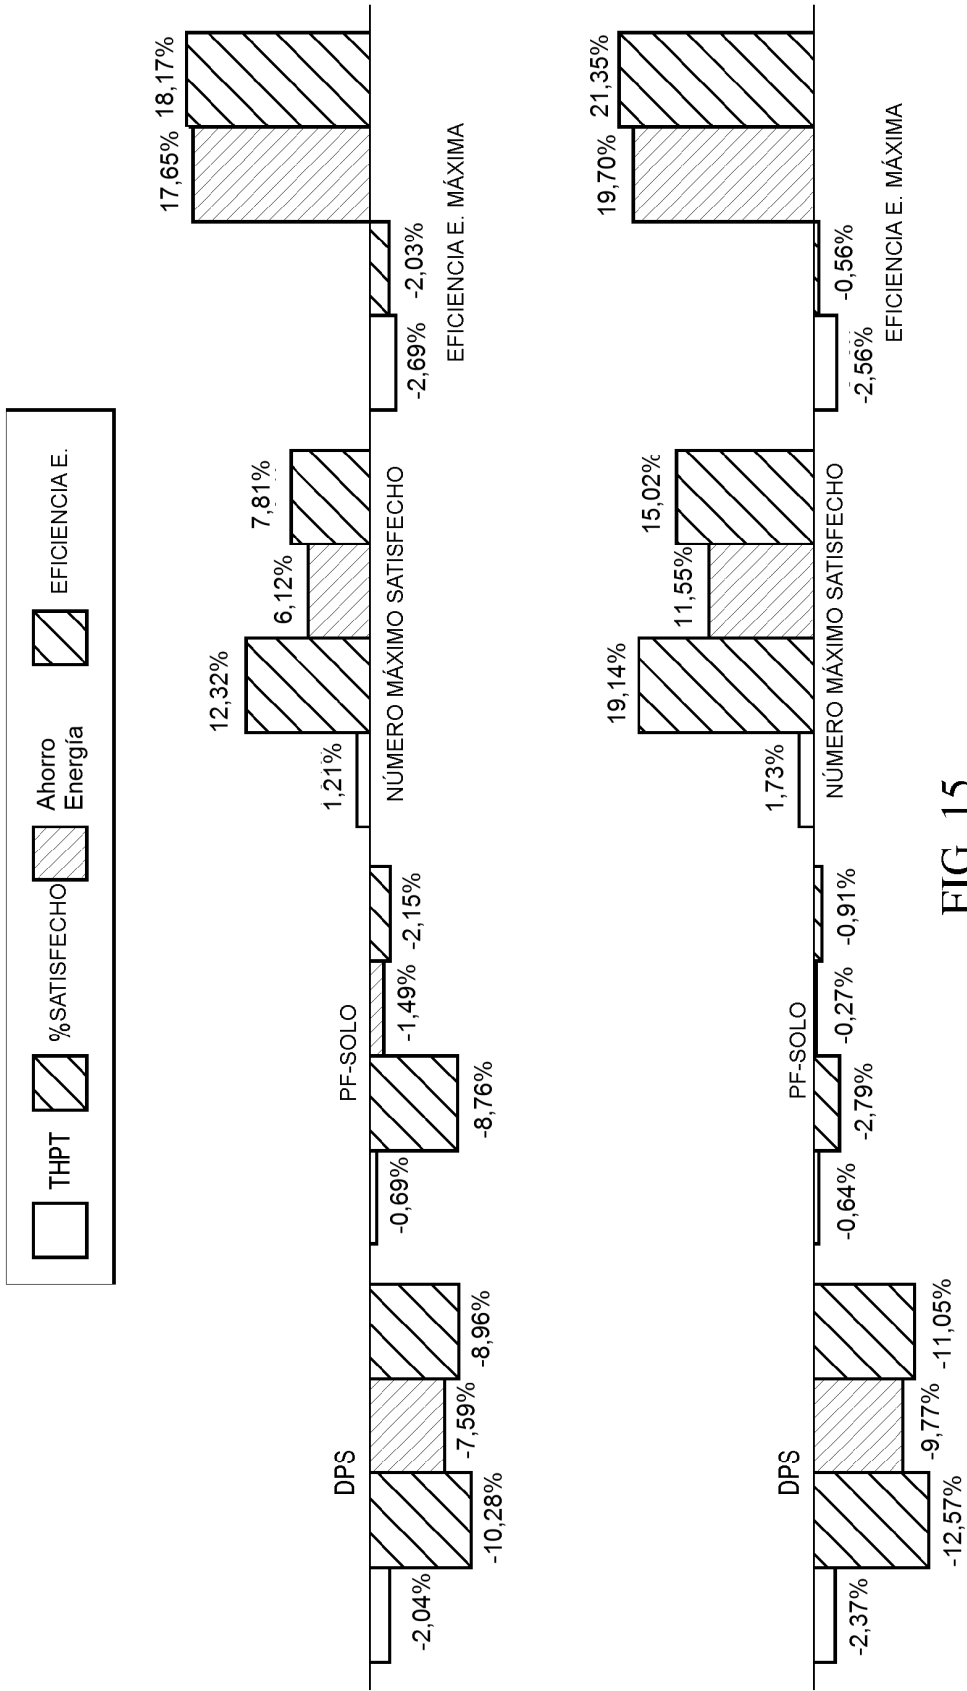 THPT
%SATISFECHO
Ahorro
Energía
EFICIENCIA E.
DPS
-2,04%
-10,28%
-7,59%
-8,96%
PF-SOLO
-0,69%
-8,76%
-1,49%
-2,15%
1,21%
12,32%
6,12%
7,81%
NÚMERO MÁXIMO SATISFECHO
-2,69%
-2,03%
17,65%
18,17%
EFICIENCIA E. MÁXIMA
DPS
-2,37%
-12,57%
-9,77%
-11,05%
PF-SOLO
-0,64%
-2,79%
-0,27%
-0,91%
1,73%
19,14%
11,55%
15,02%
NÚMERO MÁXIMO SATISFECHO
-2,56%
-0,56%
19,70%
21,35%
EFICIENCIA E. MÁXIMA
FIG. 15